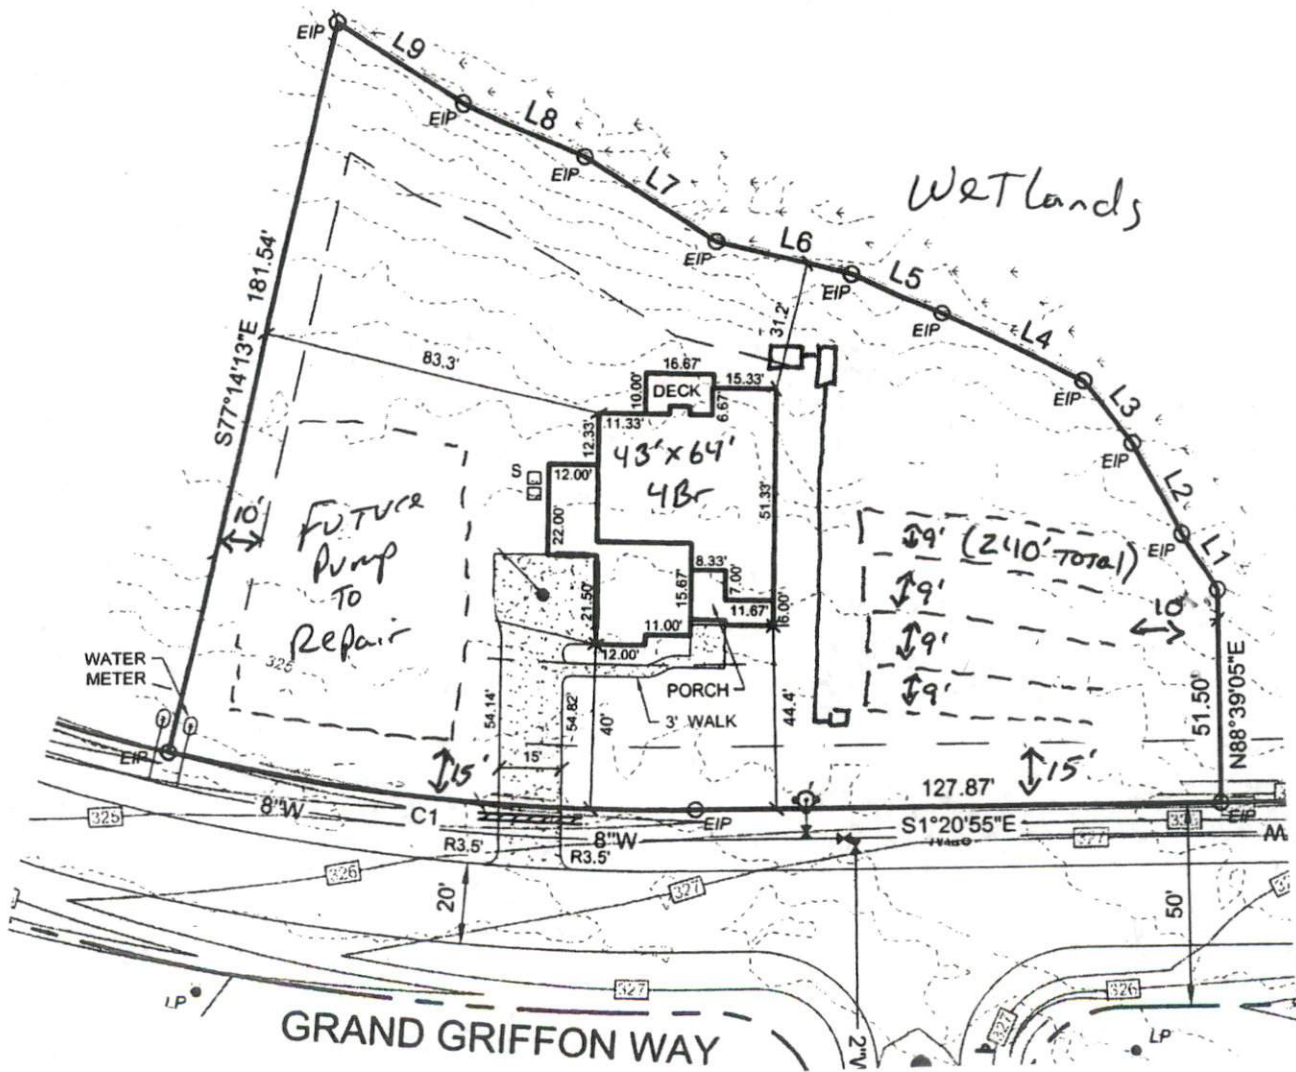 EIP
L9
EIP
L8
EIP
L7
WeTlands
EIP
L6
EIP
L5
EIP
L4
EIP
L3
EIP
L2
EIP
L1
S77°14'13"E 181.54'
83.3'
31.2'
16.67'
15.33'
10.00'
DECK
6.67'
11.33'
12.33'
43'x64'
4Br
S
12.00'
51.33'
22.00'
8.33'
7.00'
15.67'
11.67'
21.50'
11.00'
16.00'
12.00'
10'
FuTure
Pump
To
Repair
9' (240' Total)
9'
9'
9'
10'
WATER
METER
325
PORCH
3' WALK
54.14'
54.82'
40'
44.4'
51.50'
N88°39'05"E
15'
15'
15'
127.87'
EIP
C1
8"W
EIP
S1°20'55"E
EIP
8"W
W
325
R3.5'
R3.5'
326
327
327
20'
50'
327
326
327
LP
GRAND GRIFFON WAY
LP